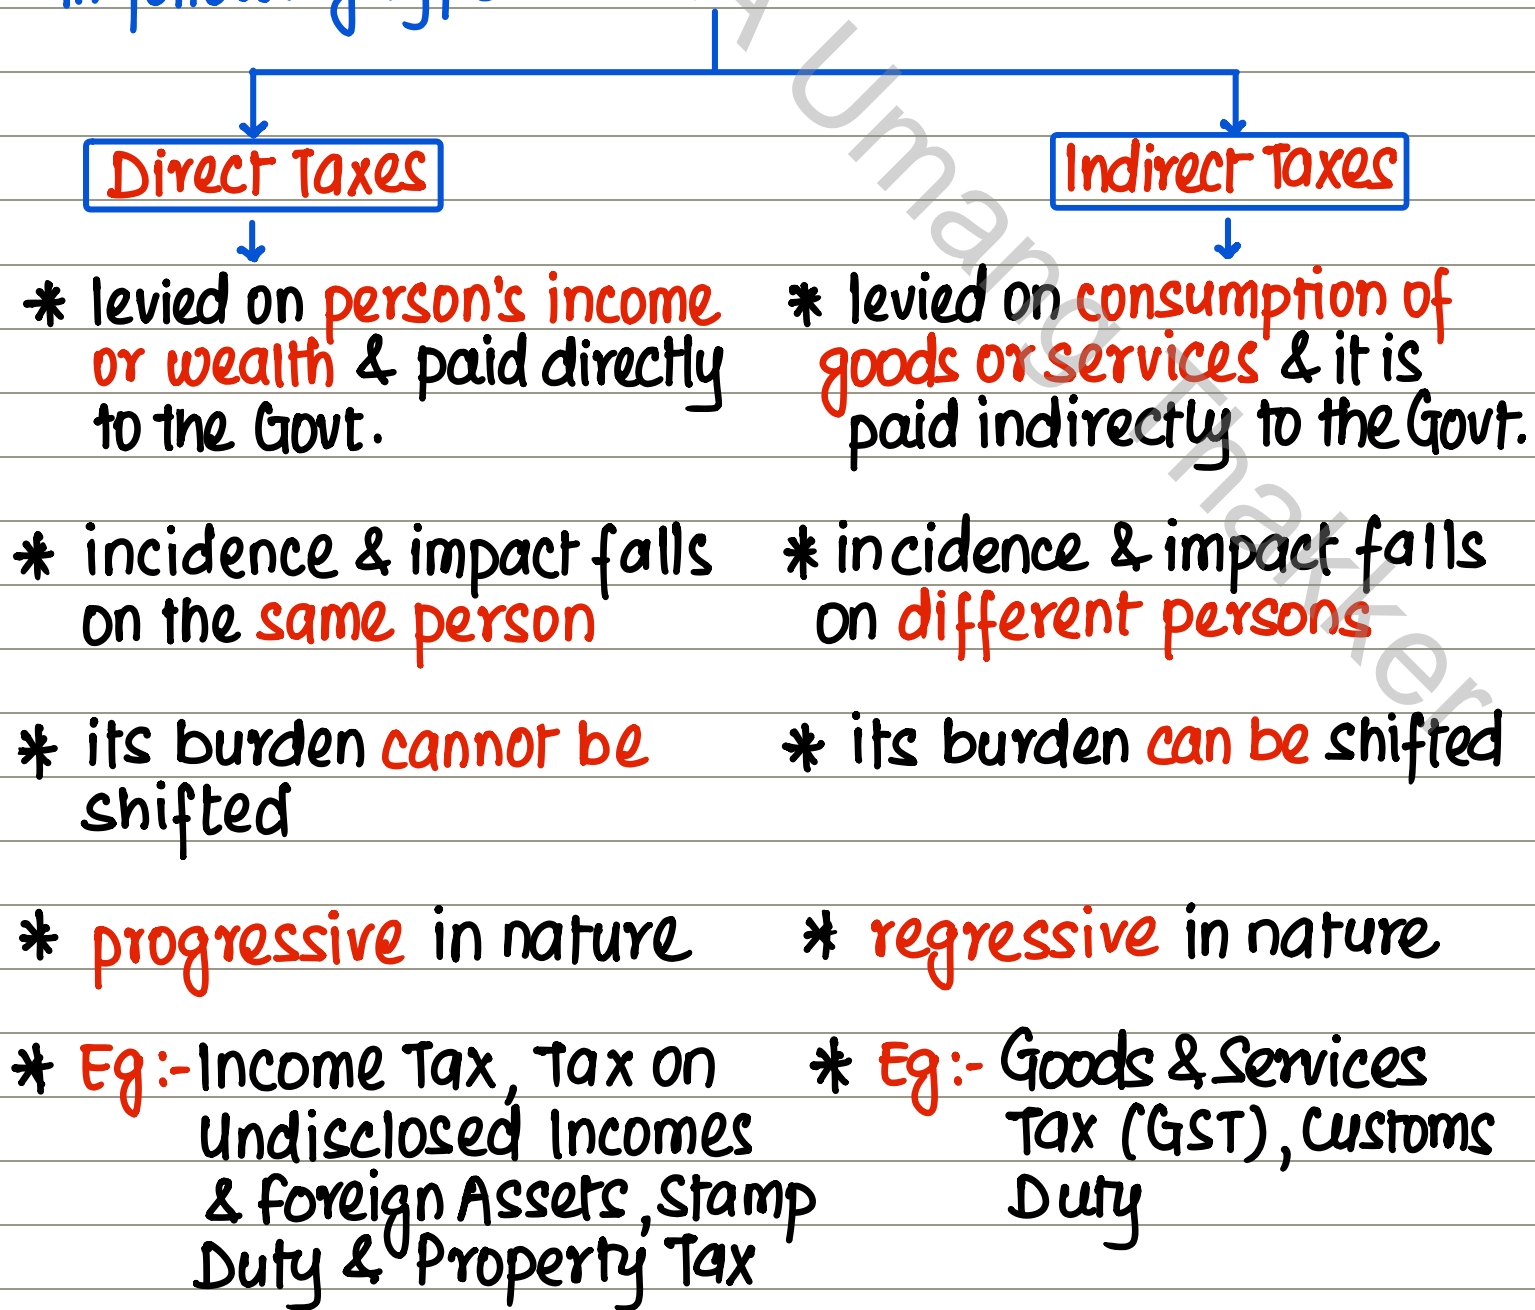 Direct Taxes
* levied on person's income
or wealth & paid directly
to the Govt.
* incidence & impact falls
on the same person
* its burden cannot be
shifted
* progressive in nature
* Eg:- Income Tax, Tax on
Undisclosed Incomes
& Foreign Assets, Stamp
Duty & Property Tax
Indirect Taxes
* levied on consumption of
goods or services & it is
paid indirectly to the Govt.
* incidence & impact falls
on different persons
* its burden can be shifted
* regressive in nature
* Eg:- Goods & Services
Tax (GST), Customs
Duty
A Umang Thakker